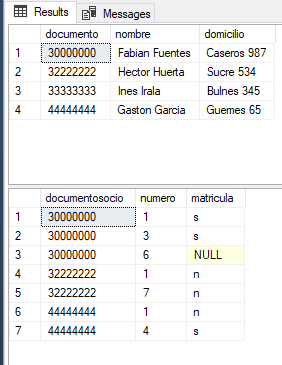 Results Messages
documento nombre domicilio
1 30000000 Fabian Fuentes Caseros 987
2 32222222 Hector Huerta Sucre 534
3 33333333 Ines Irala Bulnes 345
4 44444444 Gaston Garcia Guemes 65
documentosocio numero matricula
1 30000000 1 s
2 30000000 3 s
3 30000000 6 NULL
4 32222222 1 n
5 32222222 7 n
6 44444444 1 n
7 44444444 4 s